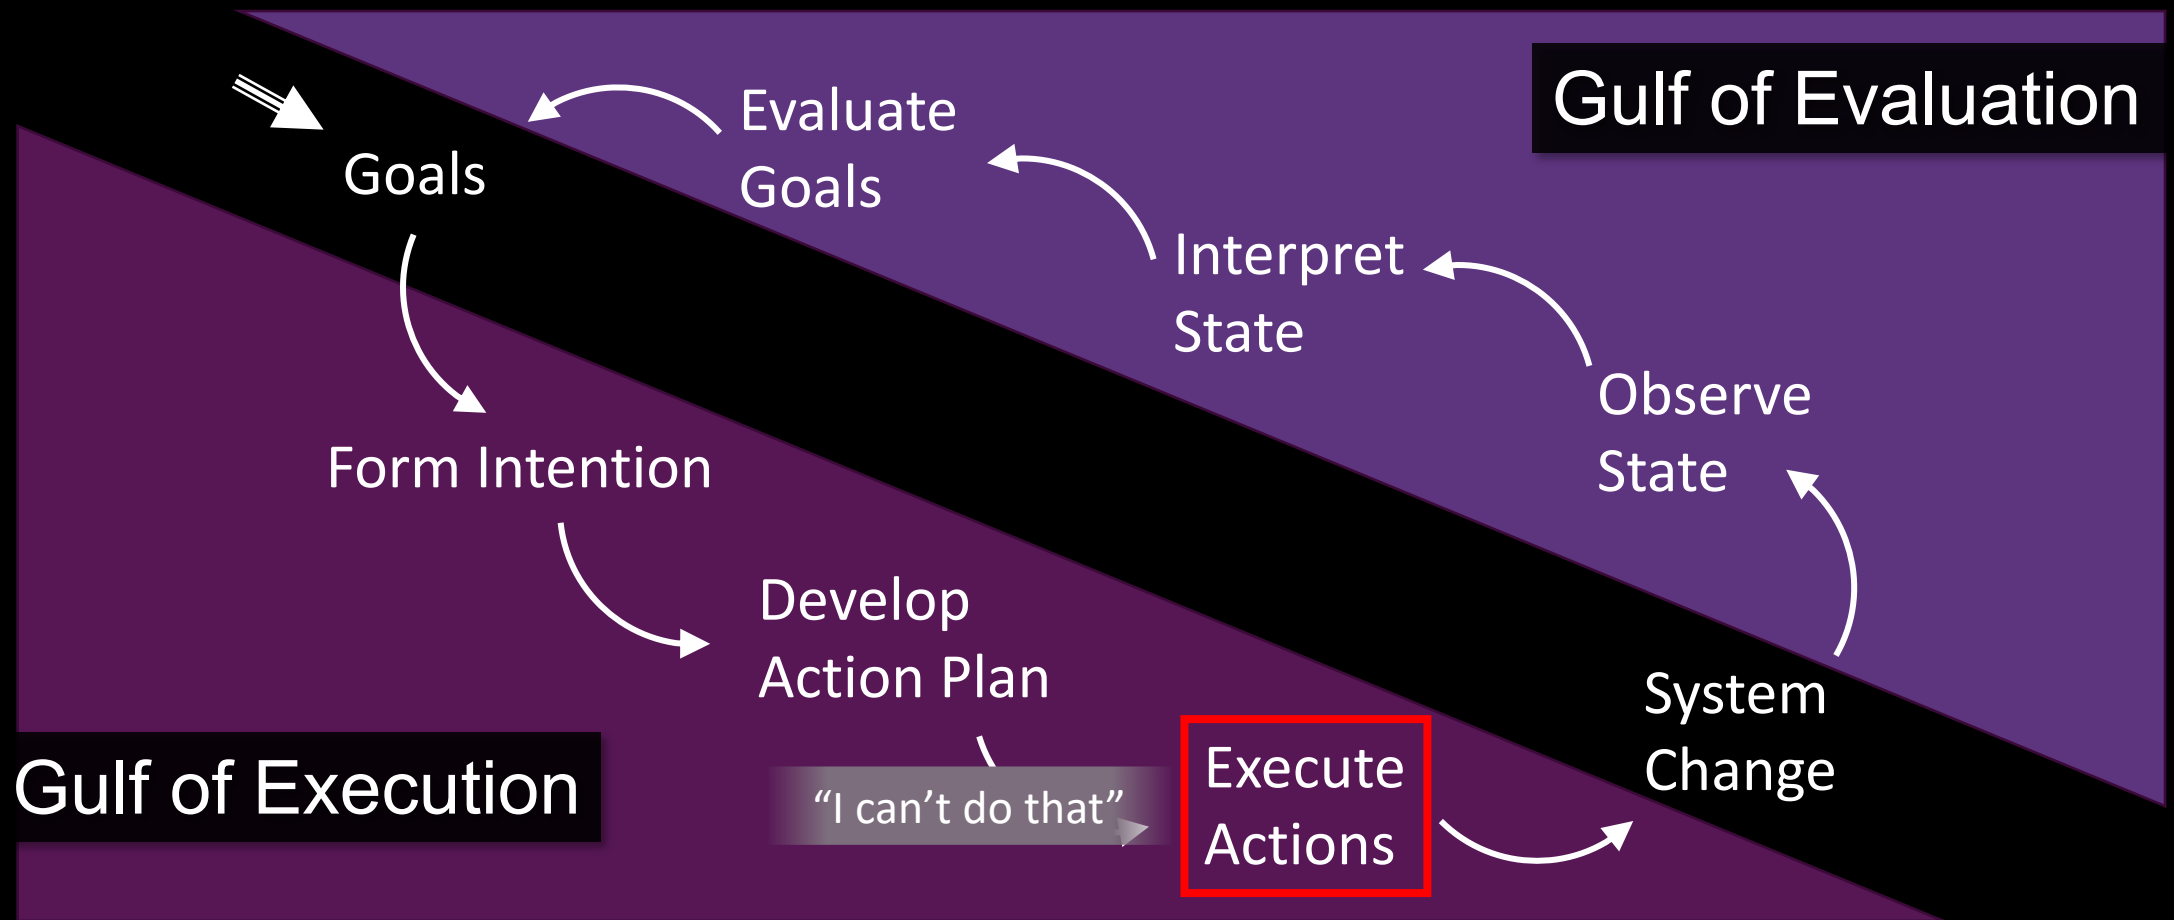 Gulf of Evaluation
Evaluate
Goals
Goals
Interpret
State
Observe
State
Form Intention
Develop
Action Plan
System
Change
Gulf of Execution
“I can’t do that”
Execute
Actions